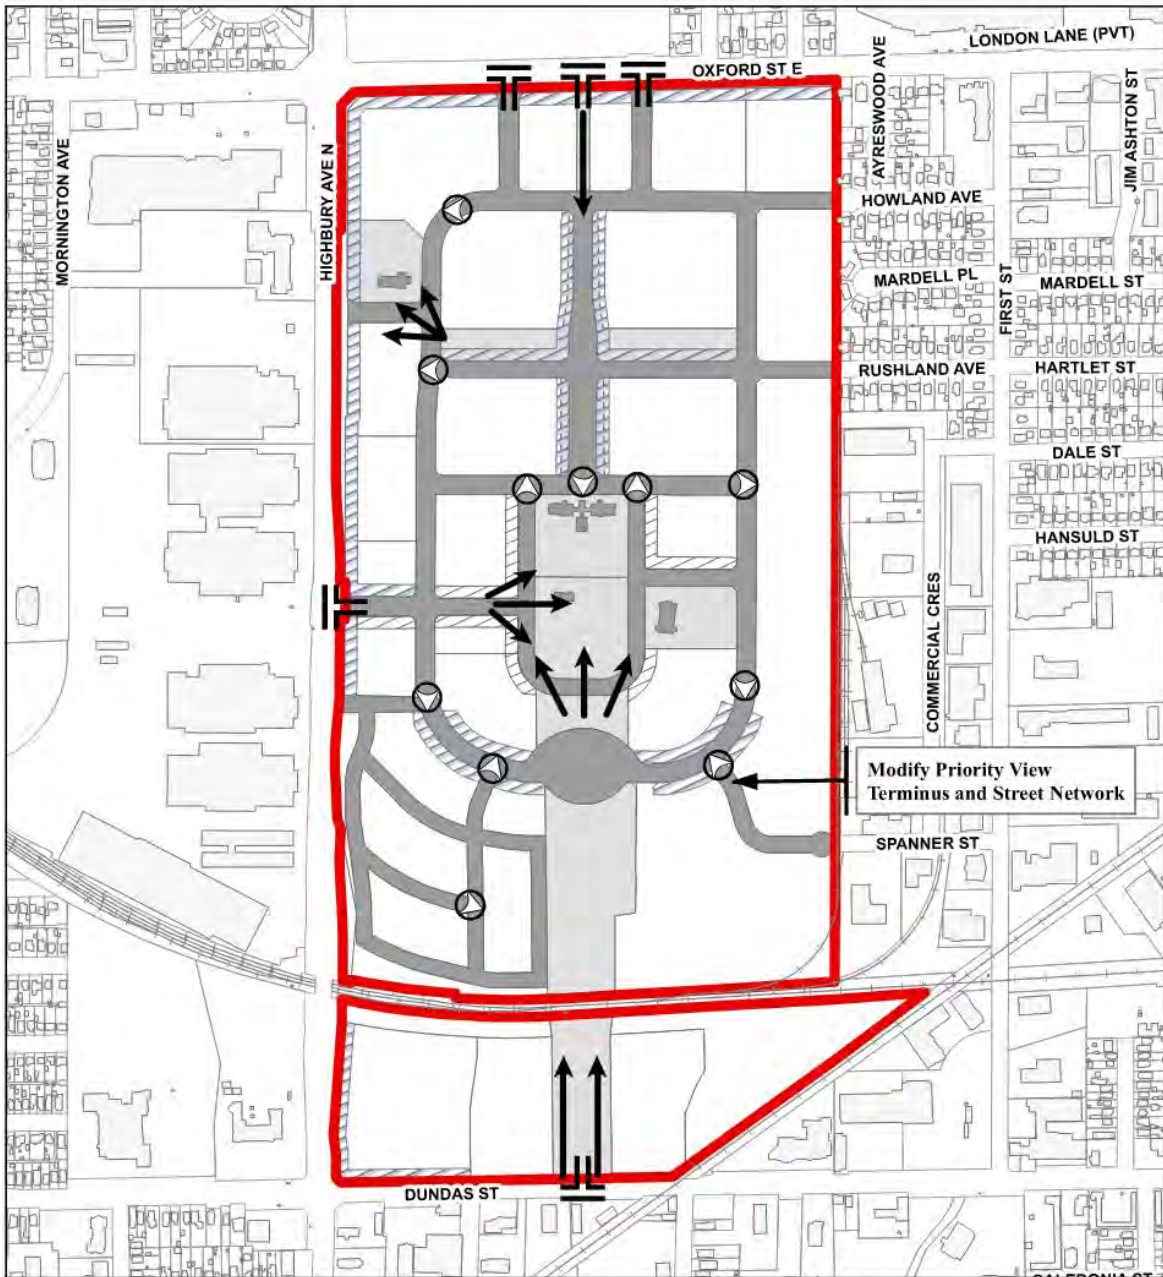 LONDON LANE (PVT)
OXFORD ST E
AYRESWOOD AVE
JIM ASHTON ST
MORNINGTON AVE
HIGHBURY AVE N
HOWLAND AVE
MARDELL PL
FIRST ST
MARDELL ST
RUSHLAND AVE
HARTLET ST
DALE ST
HANSULD ST
COMMERCIAL CRES
Modify Priority View
Terminus and Street Network
SPANNER ST
DUNDAS ST
CALEDONIA ST